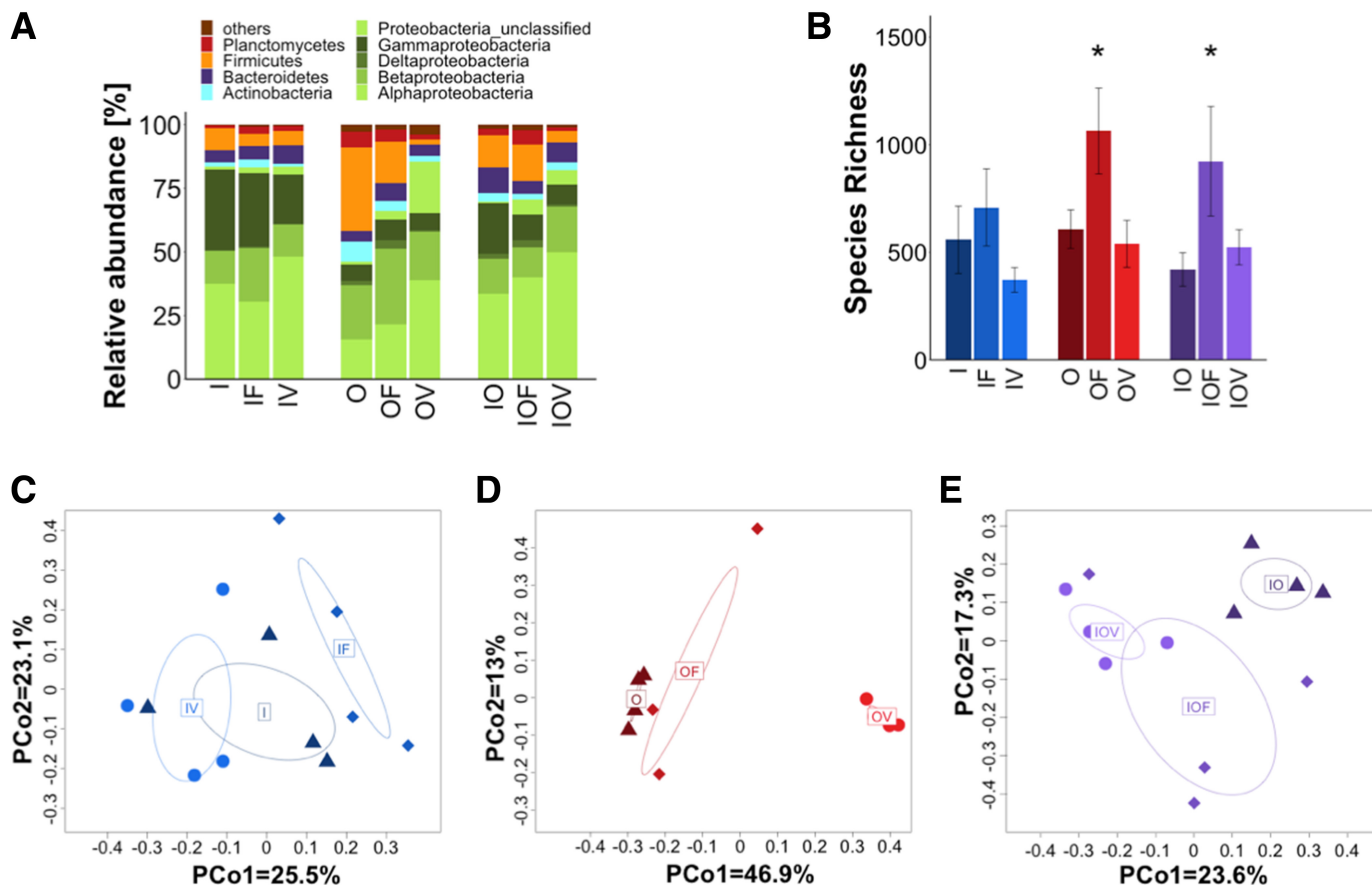 A
others
Planctomycetes
Firmicutes
Bacteroidetes
Actinobacteria
Proteobacteria_unclassified
Gammaproteobacteria
Deltaproteobacteria
Betaproteobacteria
Alphaproteobacteria
Relative abundance [%]
100
75
50
25
0
I
IF
IV
O
OF
OV
IO
IOF
IOV
B
Species Richness
1500
1000
500
0
* *
I
IF
IV
O
OF
OV
IO
IOF
IOV
C
PCo2=23.1%
0.4
0.3
0.2
0.1
0
-0.1
-0.2
-0.3
IF
IV
I
-0.4 -0.3 -0.2 -0.1 0 0.1 0.2 0.3
PCo1=25.5%
D
PCo2=13%
0.4
0.3
0.2
0.1
0
-0.1
-0.2
-0.3
OF
O
OV
-0.4 -0.3 -0.2 -0.1 0 0.1 0.2 0.3 0.4
PCo1=46.9%
E
PCo2=17.3%
0.3
0.2
0.1
0
-0.1
-0.2
-0.3
-0.4
IO
IOV
IOF
-0.4 -0.3 -0.2 -0.1 0 0.1 0.2 0.3 0.4
PCo1=23.6%